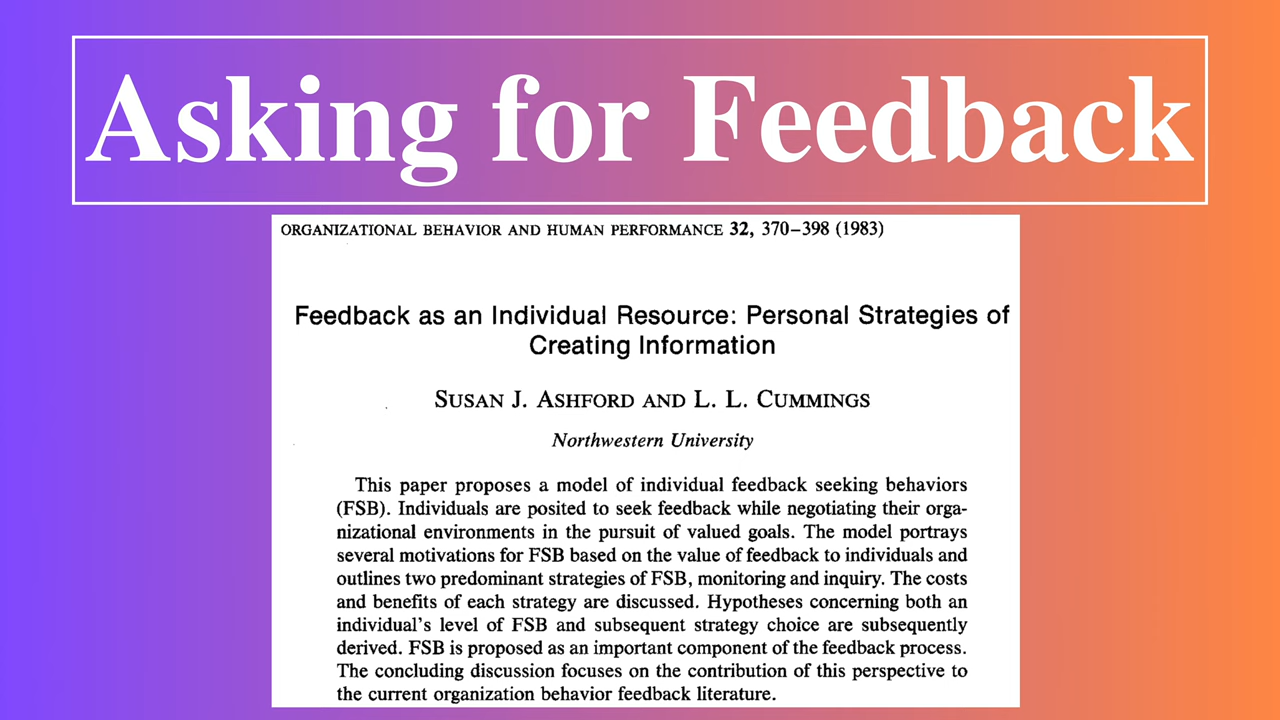 Asking for Feedback
ORGANIZATIONAL BEHAVIOR AND HUMAN PERFORMANCE 32, 370–398 (1983)
Feedback as an Individual Resource: Personal Strategies of
Creating Information
SUSAN J. ASHFORD AND L. L. CUMMINGS
Northwestern University
This paper proposes a model of individual feedback seeking behaviors
(FSB). Individuals are posited to seek feedback while negotiating their orga-
nizational environments in the pursuit of valued goals. The model portrays
several motivations for FSB based on the value of feedback to individuals and
outlines two predominant strategies of FSB, monitoring and inquiry. The costs
and benefits of each strategy are discussed. Hypotheses concerning both an
individual's level of FSB and subsequent strategy choice are subsequently
derived. FSB is proposed as an important component of the feedback process.
The concluding discussion focuses on the contribution of this perspective to
the current organization behavior feedback literature.